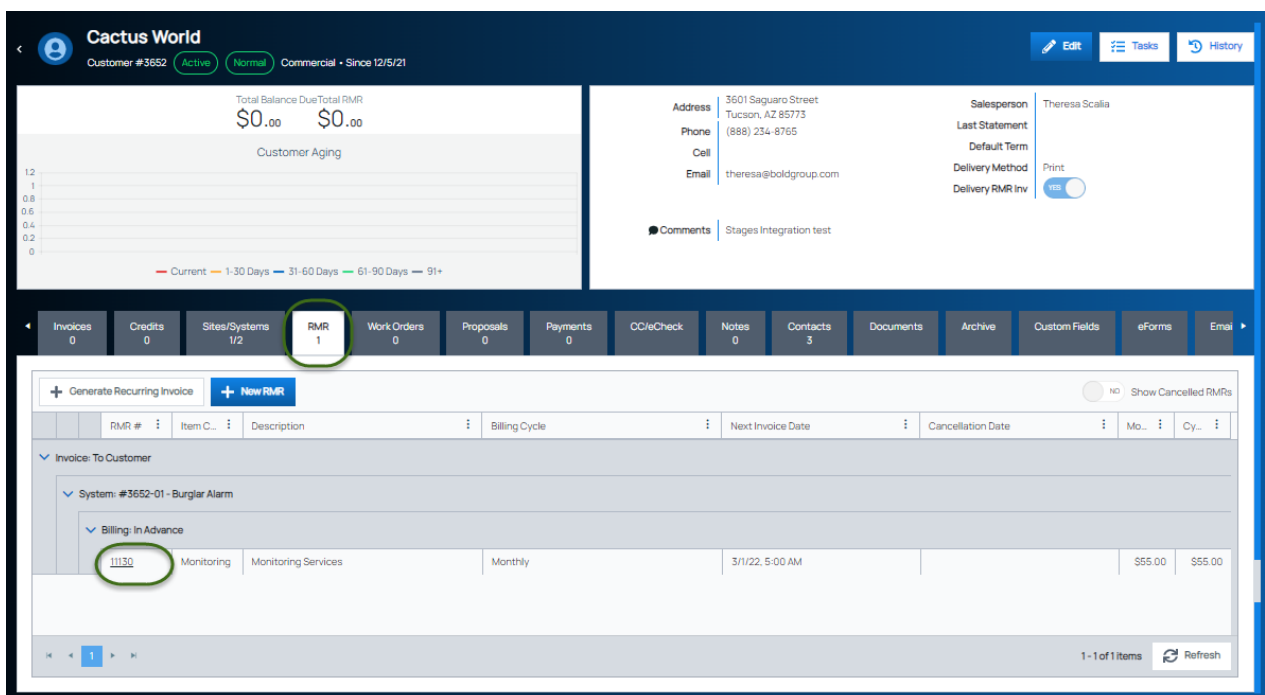 Cactus World
Customer #3652 Active Normal Commercial • Since 12/5/21
Edit Tasks History
Total Balance Due Total RMR
$0.00 $0.00
Customer Aging
1.2
1
0.8
0.6
0.4
0.2
0
Current 1-30 Days 31-60 Days 61-90 Days 91+
Address 3601 Saguaro Street
Tucson, AZ 85773
Phone (888) 234-8765
Cell
Email theresa@boldgroup.com
Comments Stages Integration test
Salesperson Theresa Scalia
Last Statement
Default Term
Delivery Method Print
Delivery RMR Inv YES
Invoices Credits Sites/Systems RMR Work Orders Proposals Payments CC/eCheck Notes Contacts Documents Archive Custom Fields eForms Emai
0 0 1/2 1 0 0 0 0 3
Generate Recurring Invoice New RMR NO Show Cancelled RMRs
RMR # Item C... Description Billing Cycle Next Invoice Date Cancellation Date Mo... Cy...
Invoice: To Customer
System: #3652-01 - Burglar Alarm
Billing: In Advance
11130 Monitoring Monitoring Services Monthly 3/1/22, 5:00 AM $55.00 $55.00
1 1 - 1 of 1 items Refresh